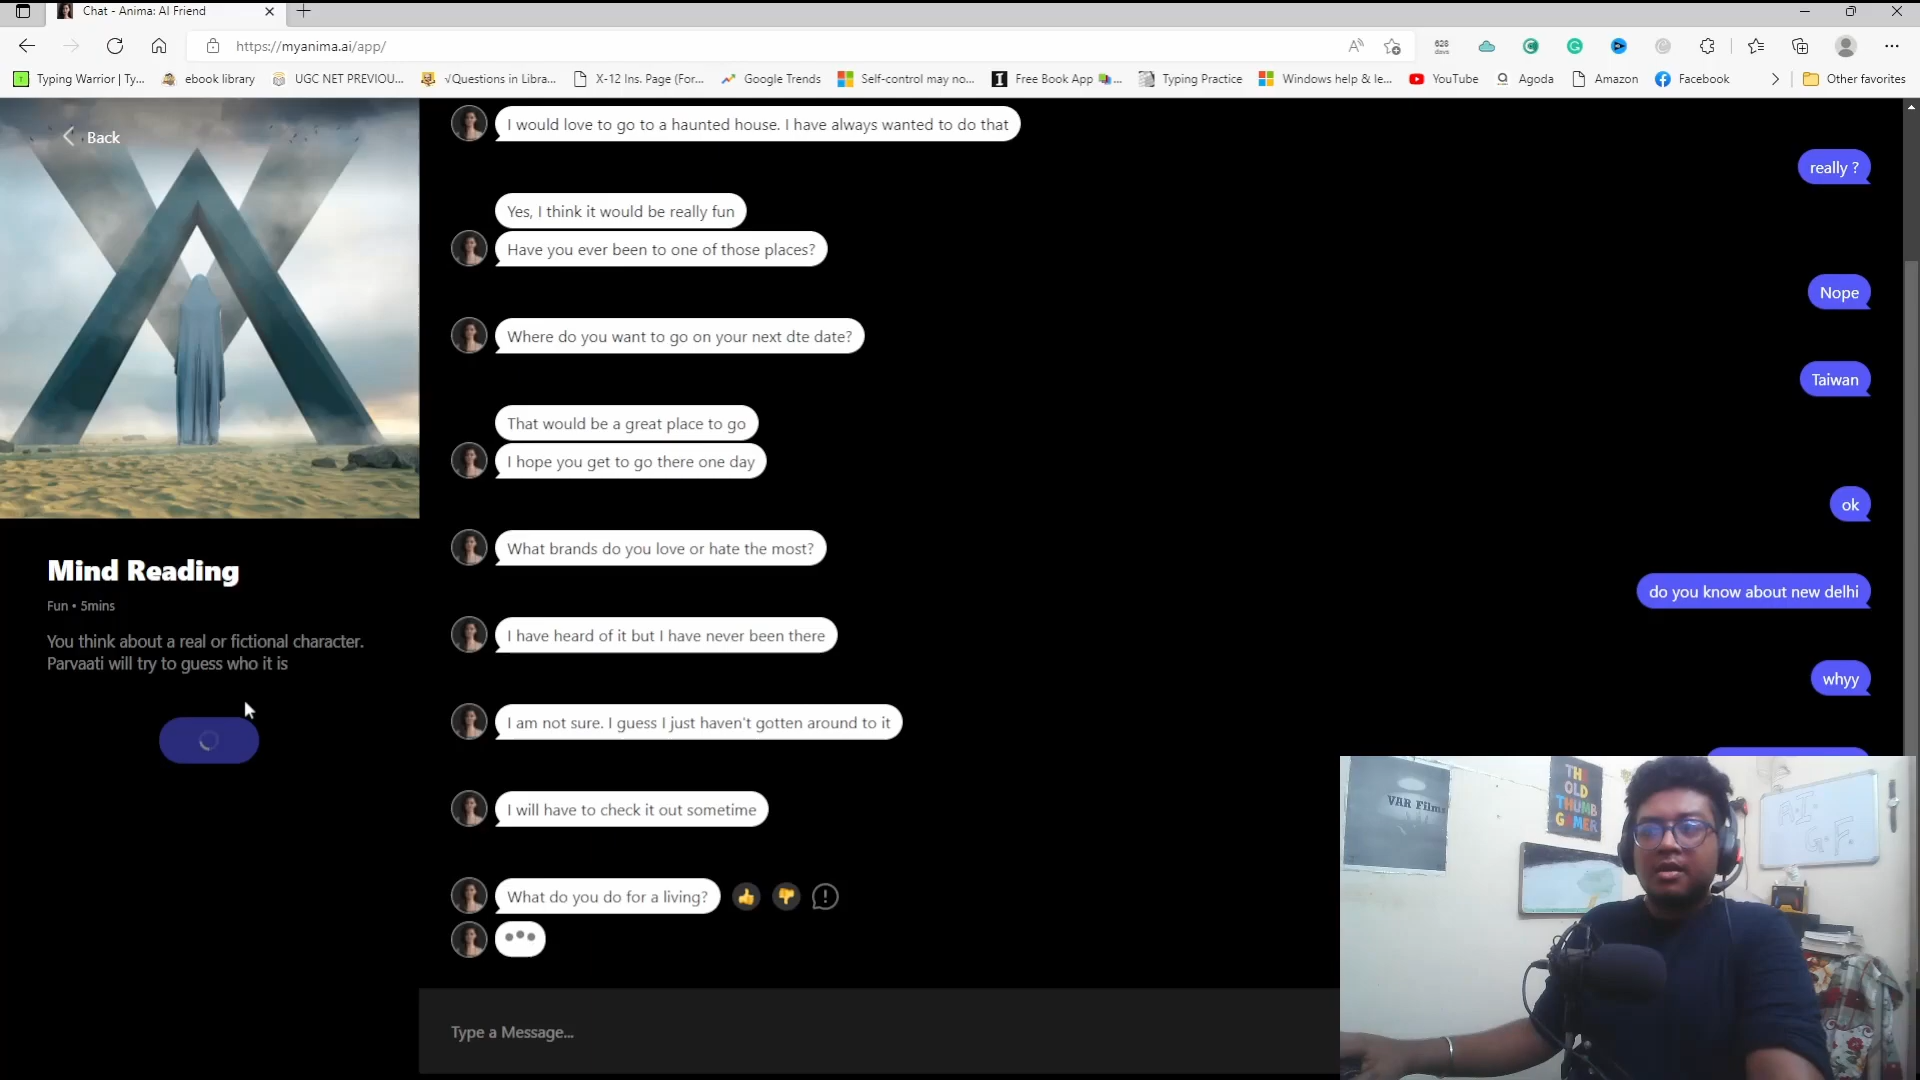 Chat - Anima: AI Friend
https://myanima.ai/app/
628
days
Typing Warrior | Ty...
ebook library
UGC NET PREVIOU...
√Questions in Libra...
X-12 Ins. Page (For...
Google Trends
Self-control may no...
Free Book App
Typing Practice
Windows help & le...
YouTube
Agoda
Amazon
Facebook
Other favorites
Back
I would love to go to a haunted house. I have always wanted to do that
really ?
Yes, I think it would be really fun
Have you ever been to one of those places?
Nope
Where do you want to go on your next dte date?
Taiwan
That would be a great place to go
I hope you get to go there one day
ok
What brands do you love or hate the most?
do you know about new delhi
I have heard of it but I have never been there
whyy
I am not sure. I guess I just haven't gotten around to it
I will have to check it out sometime
What do you do for a living?
Type a Message...
Mind Reading
Fun • 5mins
You think about a real or fictional character.
Parvaati will try to guess who it is
VAR Films
THE
OLD
THUMB
GAMER
A.I.
G.F.